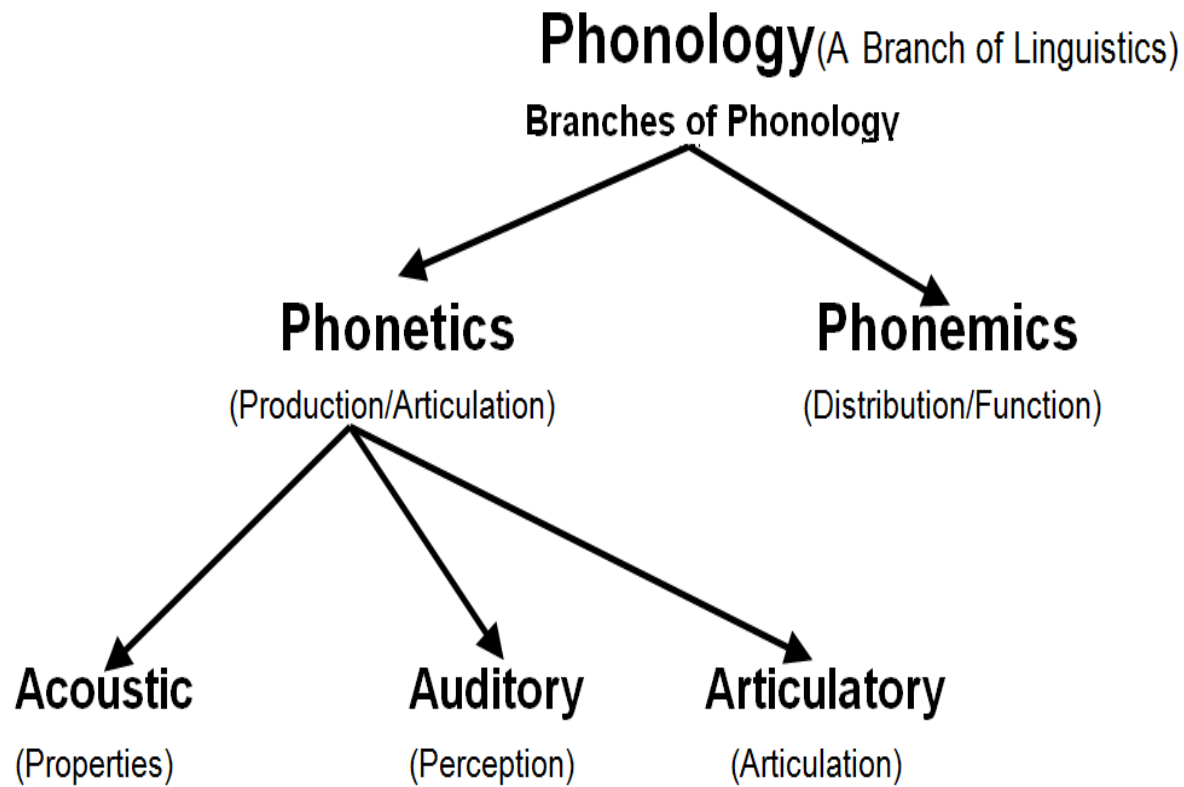 Phonology(A Branch of Linguistics)
Branches of Phonology
Phonetics Phonemics
(Production/Articulation) (Distribution/Function)
Acoustic Auditory Articulatory
(Properties) (Perception) (Articulation)